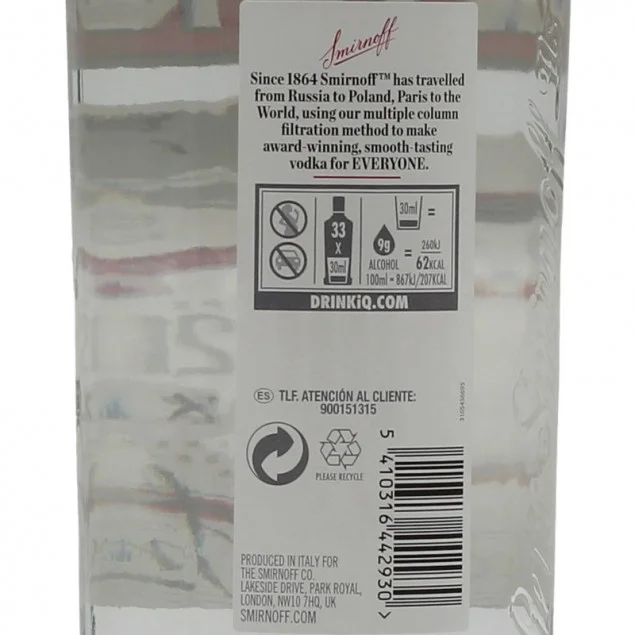 Smirnoff
Since 1864 Smirnoff™ has travelled
from Russia to Poland, Paris to the
World, using our multiple column
filtration method to make
award-winning, smooth-tasting
vodka for EVERYONE.
33
X
30ml
30ml =
9g
ALCOHOL
= 260kJ
62KCAL
100ml = 867kJ/207KCAL
DRINKiQ.COM
ES TLF. ATENCIÓN AL CLIENTE:
900151315
PLEASE RECYCLE
5 410316 442930 >
PRODUCED IN ITALY FOR
THE SMIRNOFF CO.
LAKESIDE DRIVE, PARK ROYAL,
LONDON, NW10 7HQ, UK
SMIRNOFF.COM